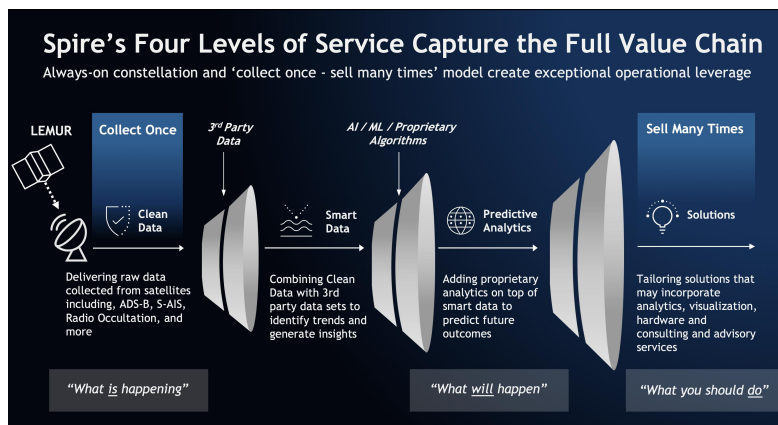 Spire's Four Levels of Service Capture the Full Value Chain
Always-on constellation and 'collect once - sell many times' model create exceptional operational leverage
LEMUR
Collect Once
3rd Party
Data
AI / ML / Proprietary
Algorithms
Sell Many Times
Clean
Data
Smart
Data
Predictive
Analytics
Solutions
Delivering raw data
collected from satellites
including, ADS-B, S-AIS,
Radio Occultation, and
more
Combining Clean
Data with 3rd
party data sets to
identify trends and
generate insights
Adding proprietary
analytics on top of
smart data to
predict future
outcomes
Tailoring solutions that
may incorporate
analytics, visualization,
hardware and
consulting and advisory
services
"What is happening"
"What will happen"
"What you should do"